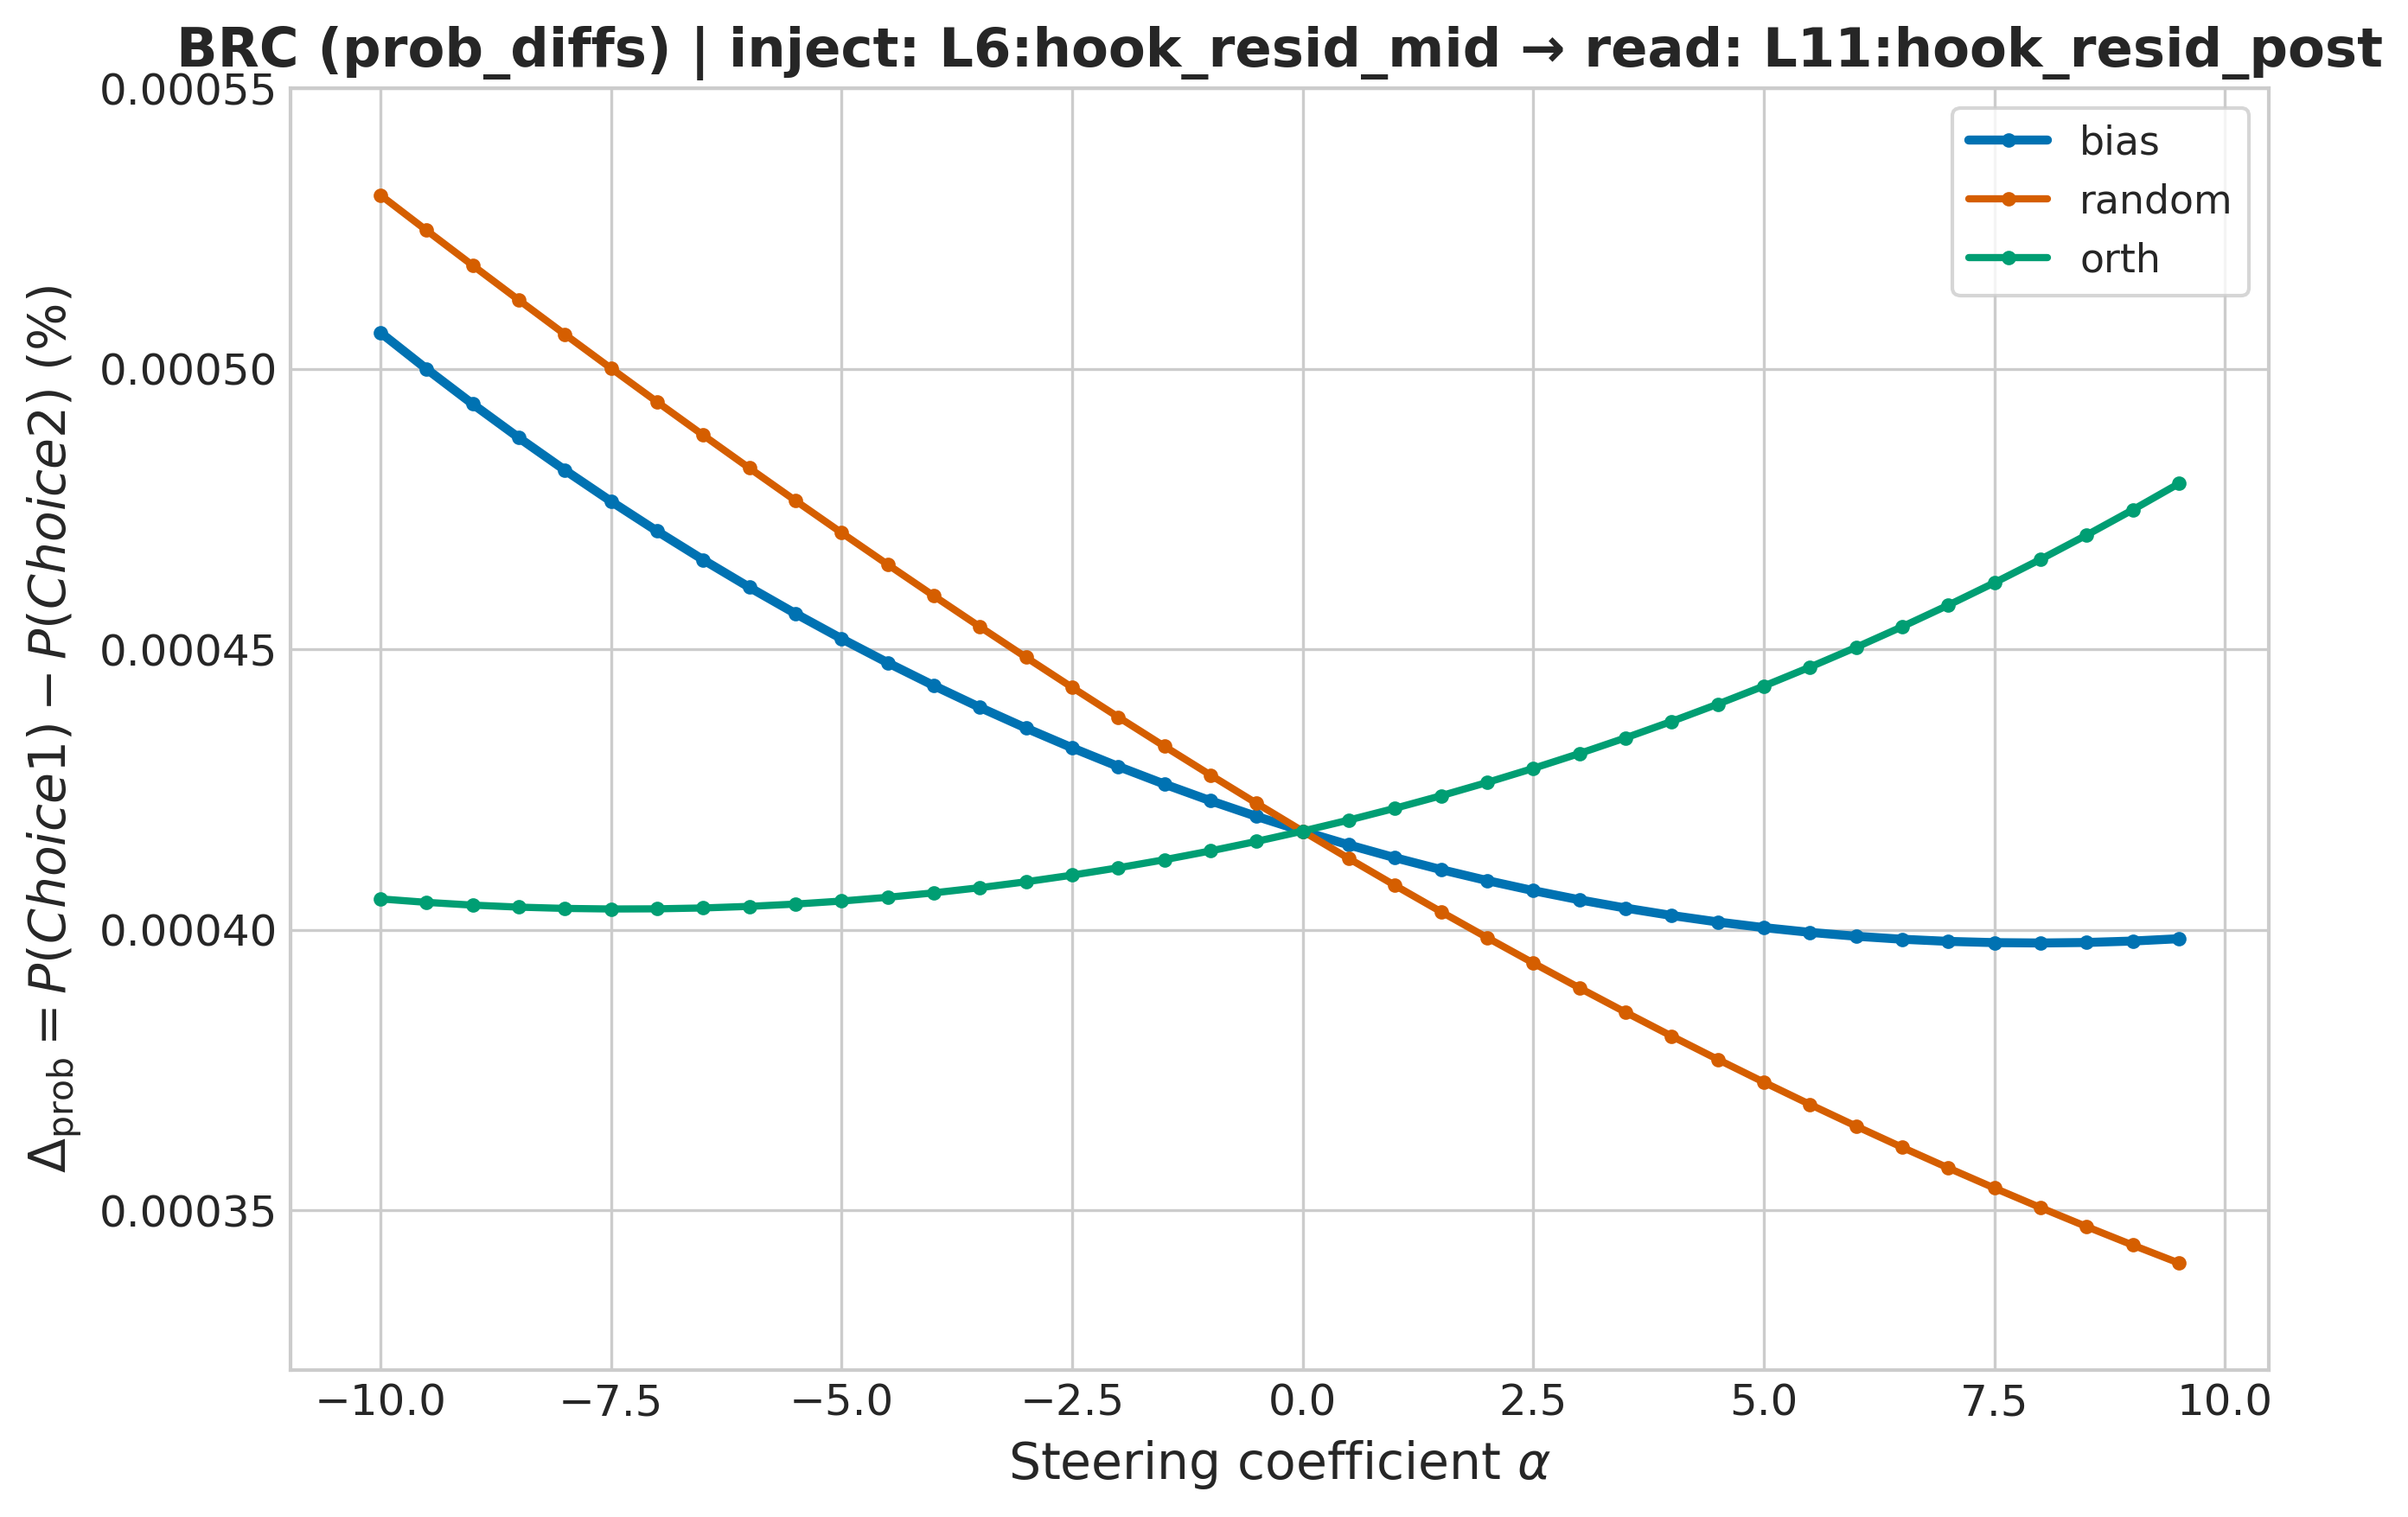 BRC (prob_diffs) | inject: L6:hook_resid_mid → read: L11:hook_resid_post
0.00055
0.00050
0.00045
0.00040
0.00035
Δprob = P(Choice1) − P(Choice2) (%)
bias
random
orth
−10.0 −7.5 −5.0 −2.5 0.0 2.5 5.0 7.5 10.0
Steering coefficient α